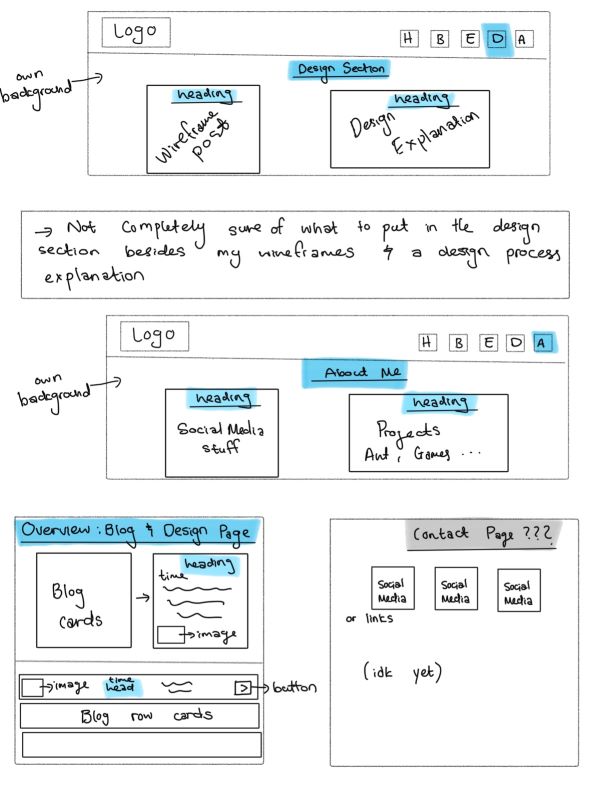 Logo
H B E D A
own
background
Design Section
heading
wireframe
post
heading
Design
Explanation
→ Not completely sure of what to put in the design
section besides my wireframes & a design process
explanation
Logo
H B E D A
own
background
About Me
heading
Social Media
stuff
heading
Projects
Art, Games ...
Overview: Blog & Design Page
Blog
cards
heading
time
image
image
time
head
>
button
Blog row cards
Contact Page ???
Social
Media
Social
Media
Social
Media
or links
(idk yet)